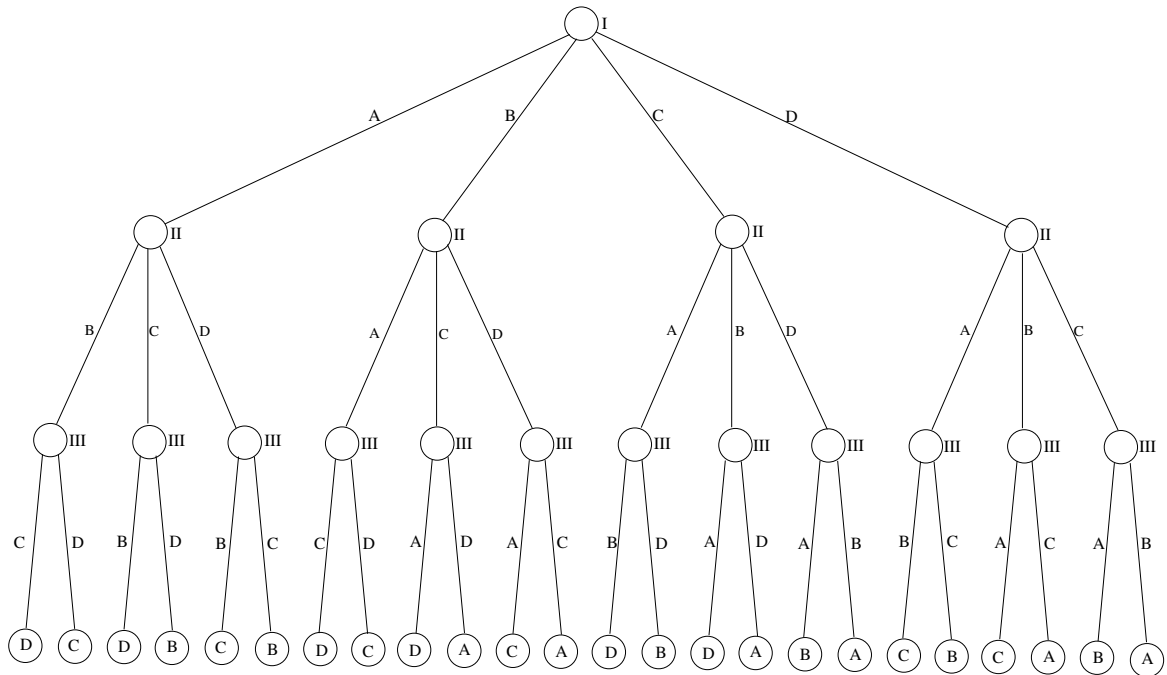 I
A B C D
II II II II
B C D A C D A B D A B C
III III III III III III III III III III III III
C D B D B C C D A D A C B D A D A B B C A C A B
D C D B C B D C D A C A D B D A B A C B C A B A